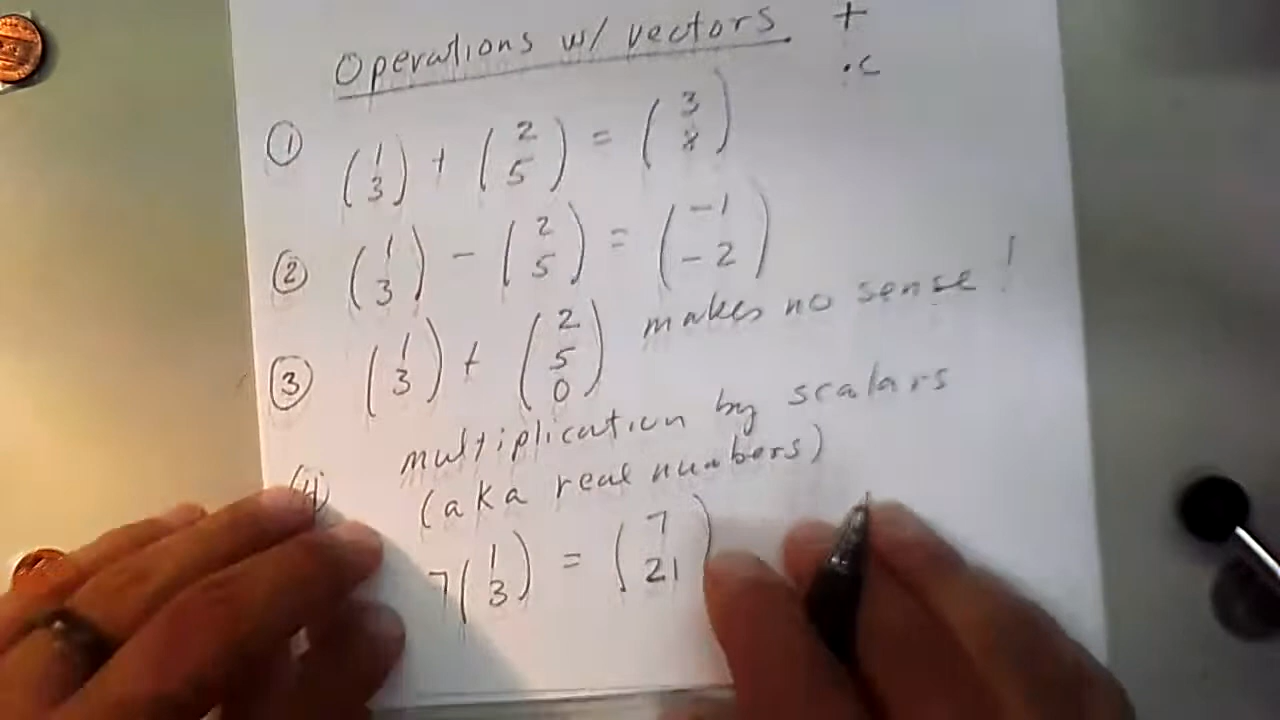 Operations w/ vectors. +
·c
① (1 3) + (2 5) = (3 8)
② (1 3) − (2 5) = (−1 −2)
③ (1 3) + (2 5 0) makes no sense!
④ multiplication by scalars
(aka real numbers)
7 (1 3) = (7 21)